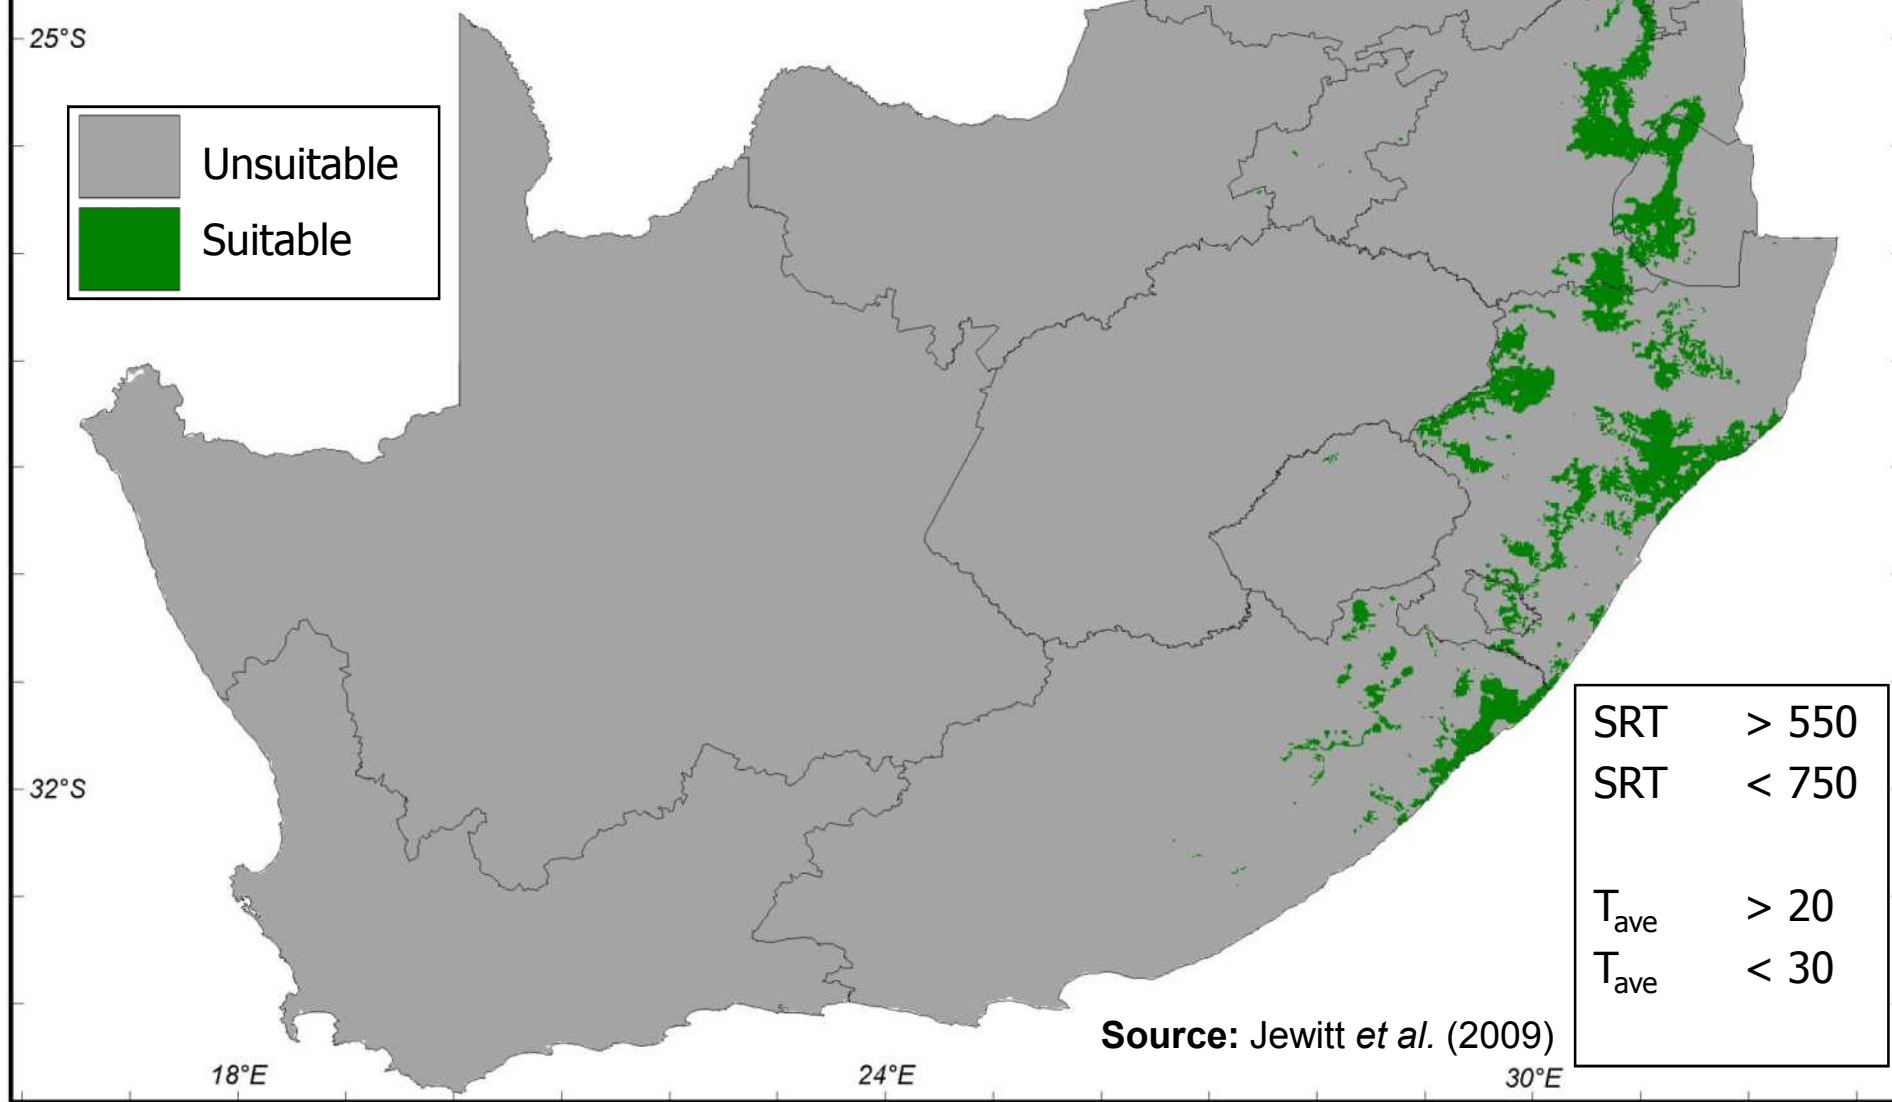 25°S
Unsuitable
Suitable
32°S
SRT > 550
SRT < 750
Tave > 20
Tave < 30
Source: Jewitt et al. (2009)
18°E 24°E 30°E